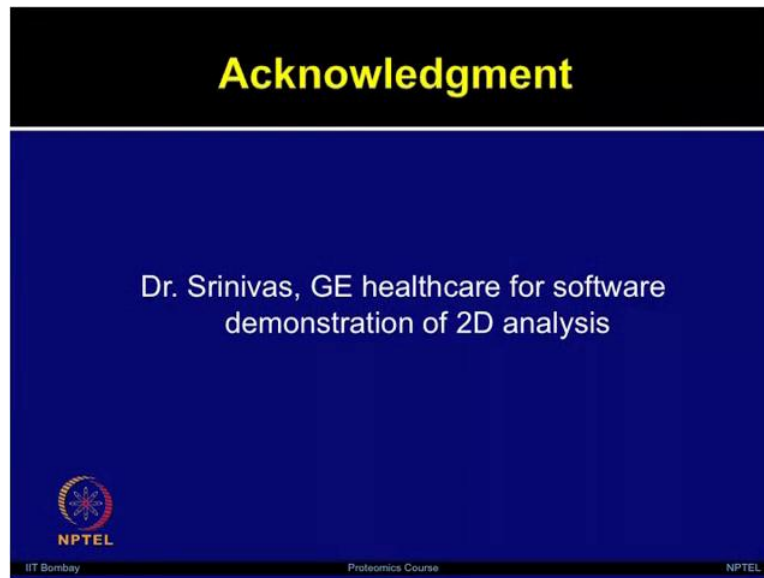 Acknowledgment
Dr. Srinivas, GE healthcare for software
demonstration of 2D analysis
NPTEL
IIT Bombay
Proteomics Course
NPTEL